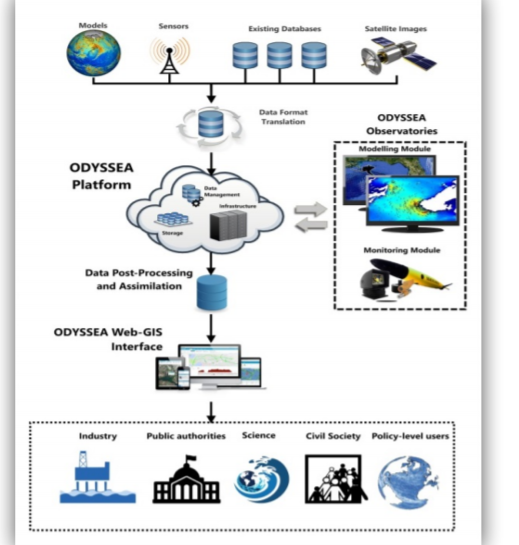 Models
Sensors
Existing Databases
Satellite Images
Data Format
Translation
ODYSSEA
Observatories
Modelling Module
ODYSSEA
Platform
Data
Management
Infrastructure
Storage
Monitoring Module
Data Post-Processing
and Assimilation
ODYSSEA Web-GIS
Interface
Industry
Public authorities
Science
Civil Society
Policy-level users